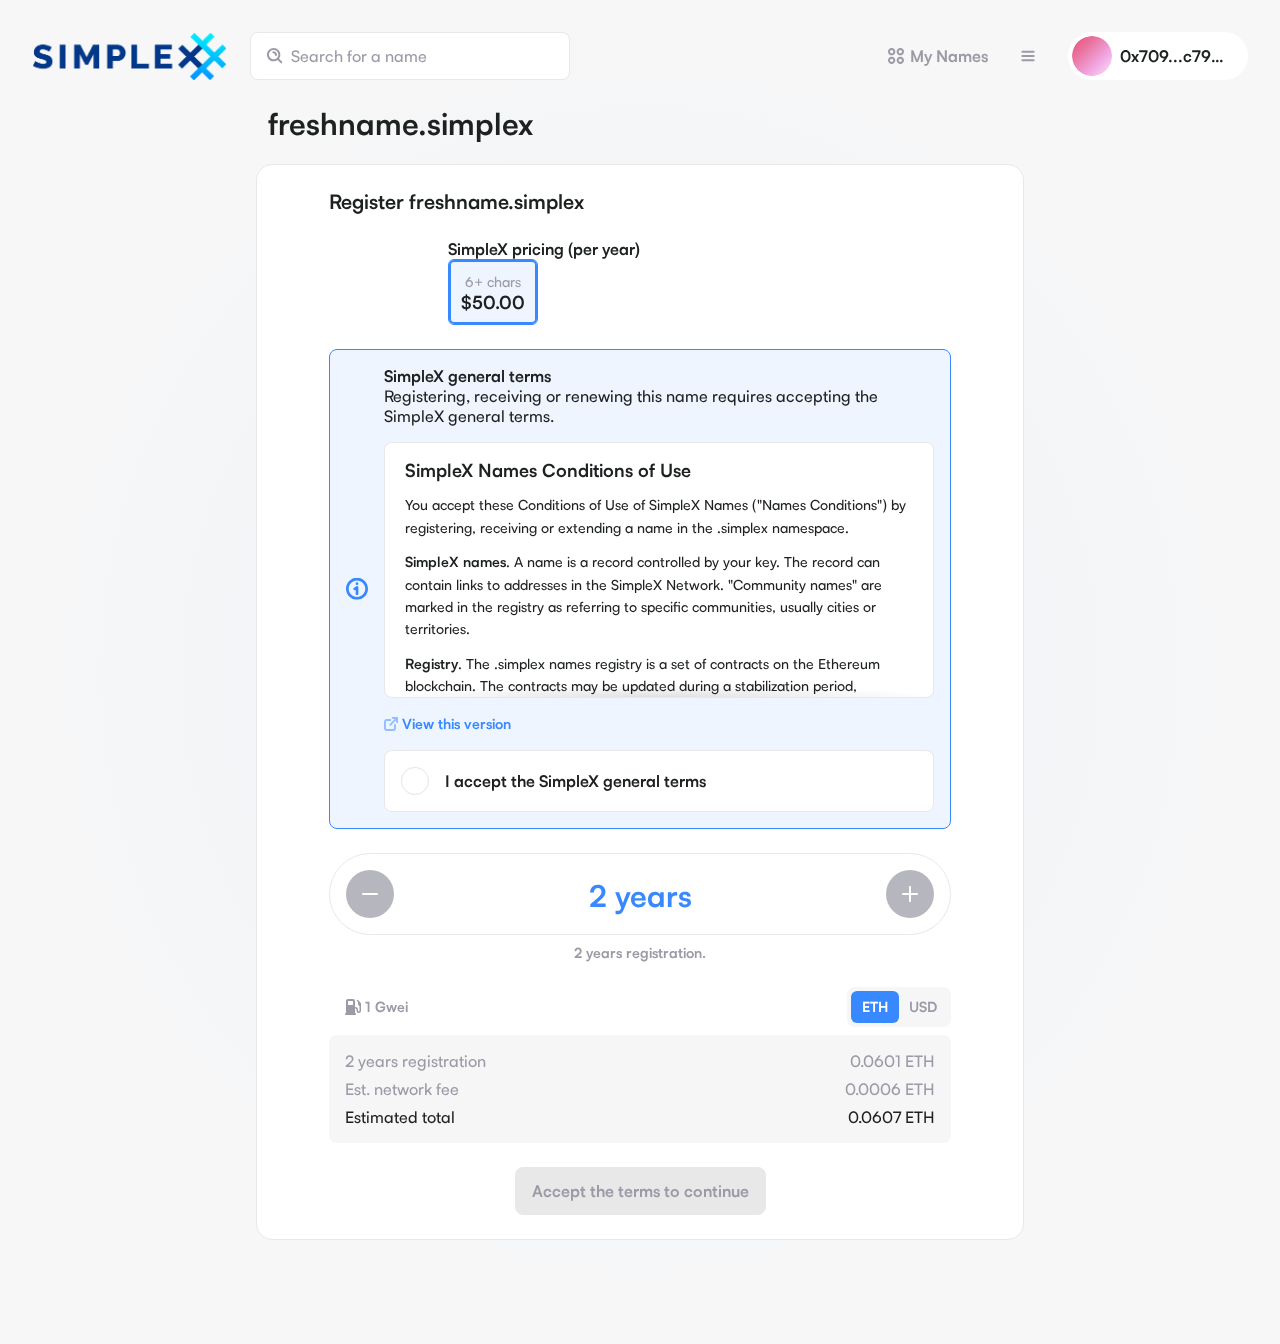 SIMPLEX
Search for a name
My Names
0x709...c79...
freshname.simplex
Register freshname.simplex
SimpleX pricing (per year)
6+ chars
$50.00
SimpleX general terms
Registering, receiving or renewing this name requires accepting the
SimpleX general terms.
SimpleX Names Conditions of Use
You accept these Conditions of Use of SimpleX Names ("Names Conditions") by
registering, receiving or extending a name in the .simplex namespace.
SimpleX names. A name is a record controlled by your key. The record can
contain links to addresses in the SimpleX Network. "Community names" are
marked in the registry as referring to specific communities, usually cities or
territories.
Registry. The .simplex names registry is a set of contracts on the Ethereum
blockchain. The contracts may be updated during a stabilization period,
View this version
I accept the SimpleX general terms
2 years
2 years registration.
1 Gwei
ETH
USD
2 years registration
0.0601 ETH
Est. network fee
0.0006 ETH
Estimated total
0.0607 ETH
Accept the terms to continue